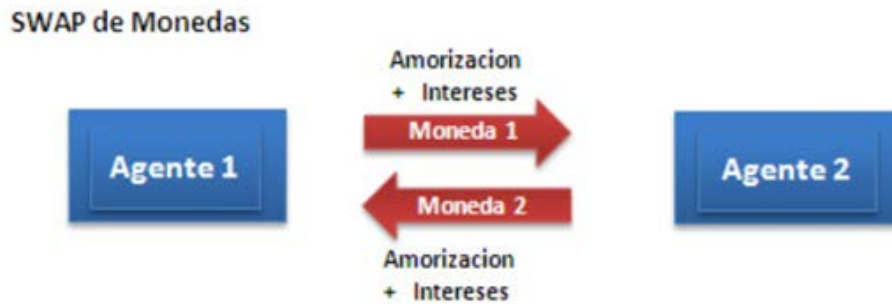 SWAP de Monedas
Amorizacion
+ Intereses
Moneda 1
Agente 1
Agente 2
Moneda 2
Amorizacion
+ Intereses